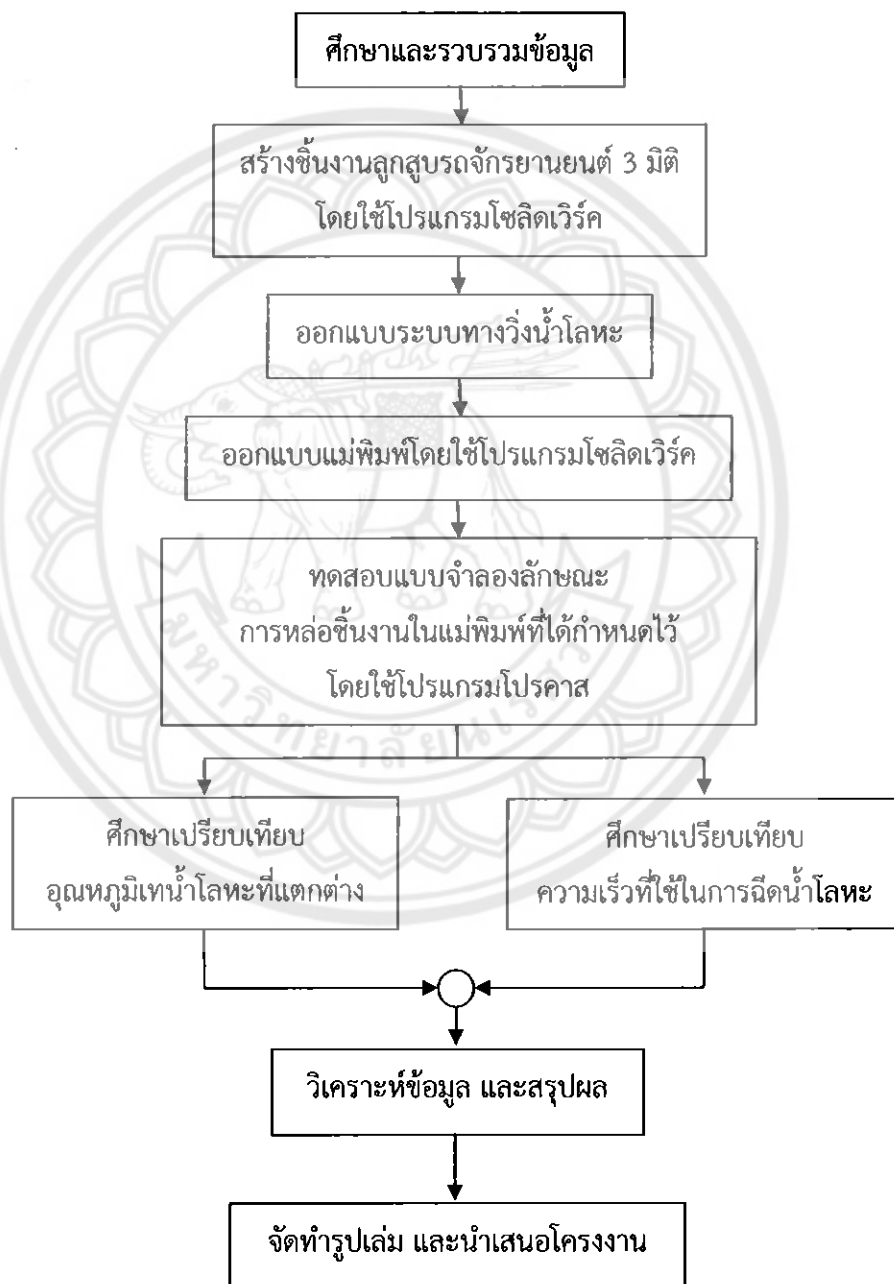 ศึกษาและรวบรวมข้อมูล
สร้างชิ้นงานลูกสูบรถจักรยานยนต์ 3 มิติ
โดยใช้โปรแกรมโซลิดเวิร์ค
ออกแบบระบบทางวิ่งน้ำโลหะ
ออกแบบแม่พิมพ์โดยใช้โปรแกรมโซลิดเวิร์ค
ทดสอบแบบจำลองลักษณะ
การหล่อชิ้นงานในแม่พิมพ์ที่ได้กำหนดไว้
โดยใช้โปรแกรมโปรคาส
มหาวิทยาลัยนเรศวร
ศึกษาเปรียบเทียบ
อุณหภูมิเทน้ำโลหะที่แตกต่าง
ศึกษาเปรียบเทียบ
ความเร็วที่ใช้ในการฉีดน้ำโลหะ
วิเคราะห์ข้อมูล และสรุปผล
จัดทำรูปเล่ม และนำเสนอโครงงาน